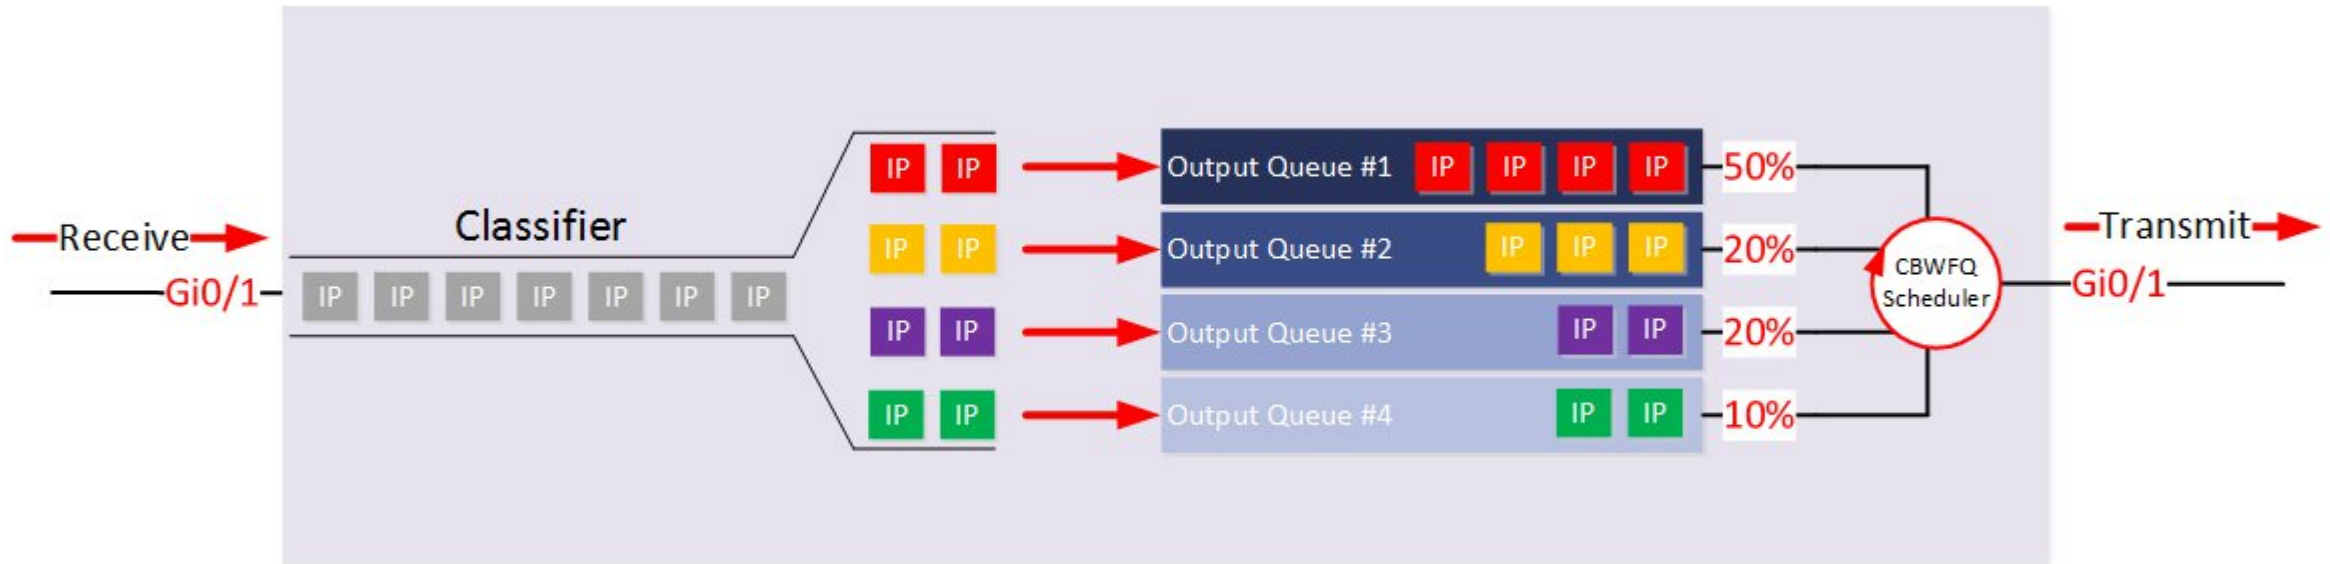 Receive
Gi0/1
Classifier
IP IP IP IP IP IP IP
IP IP
IP IP
IP IP
IP IP
Output Queue #1 IP IP IP IP 50%
Output Queue #2 IP IP IP 20%
Output Queue #3 IP IP 20%
Output Queue #4 IP IP 10%
CBWFQ
Scheduler
Transmit
Gi0/1